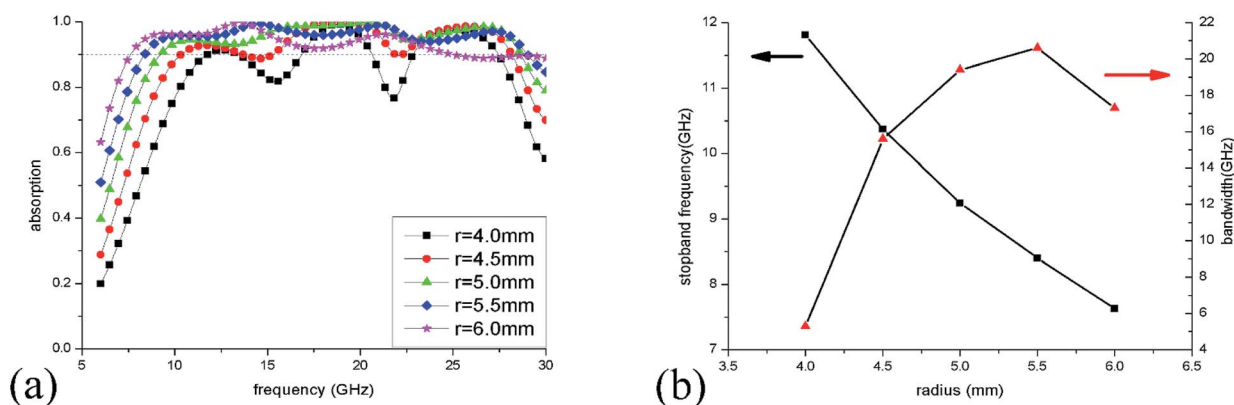 1.0
0.8
0.6
0.4
0.2
0.0
absorption
5
10
15
20
25
30
frequency (GHz)
r=4.0mm
r=4.5mm
r=5.0mm
r=5.5mm
r=6.0mm
(a)
12
11
10
9
8
7
stopband frequency(GHz)
3.5
4.0
4.5
5.0
5.5
6.0
6.5
radius (mm)
22
20
18
16
14
12
10
8
6
4
bandwidth(GHz)
(b)